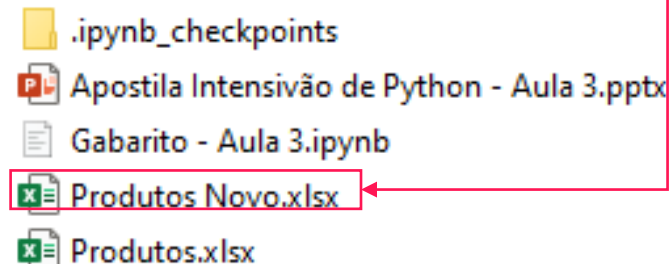 .ipynb_checkpoints
Apostila Intensivão de Python - Aula 3.pptx
Gabarito - Aula 3.ipynb
Produtos Novo.xlsx
Produtos.xlsx